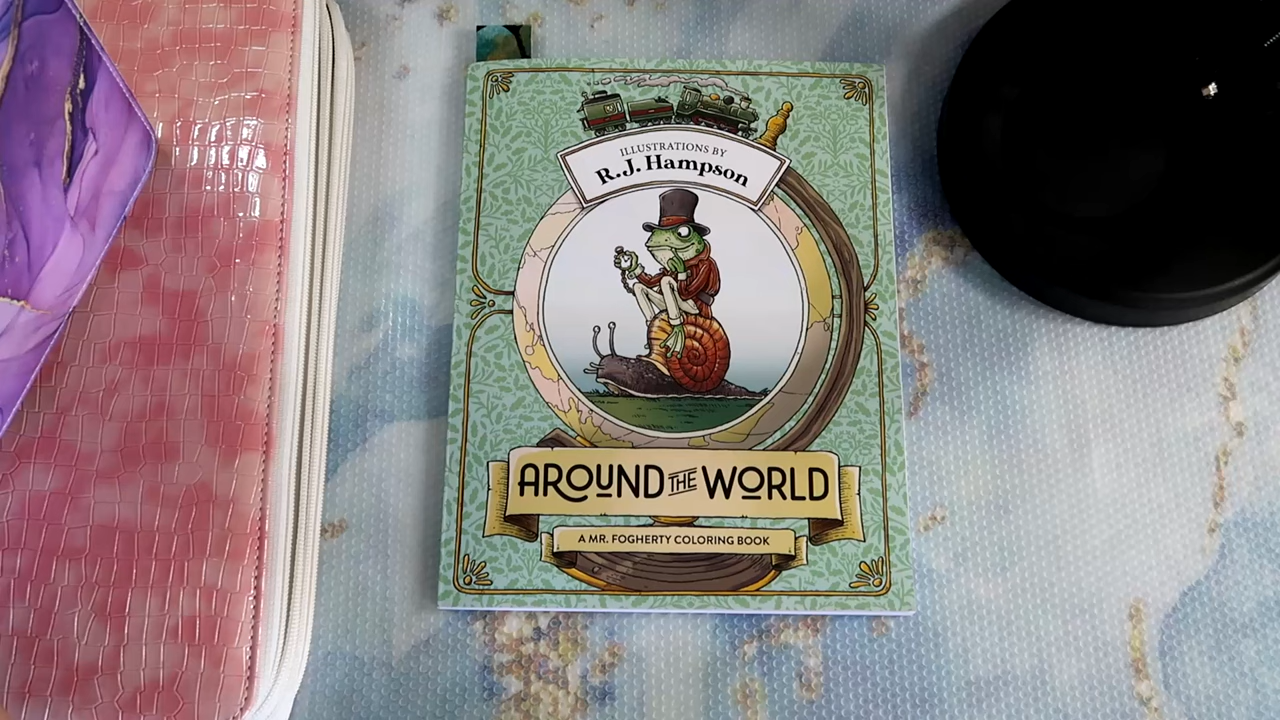 ILLUSTRATIONS BY
R.J. Hampson
AROUND THE WORLD
A MR. FOGHERTY COLORING BOOK